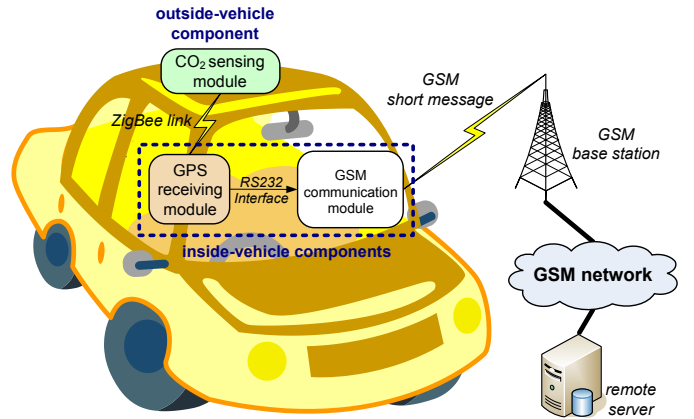 outside-vehicle
component
CO₂ sensing
module
ZigBee link
GSM
short message
GSM
base station
GPS
receiving
module
RS232
Interface
GSM
communication
module
inside-vehicle components
GSM network
remote
server